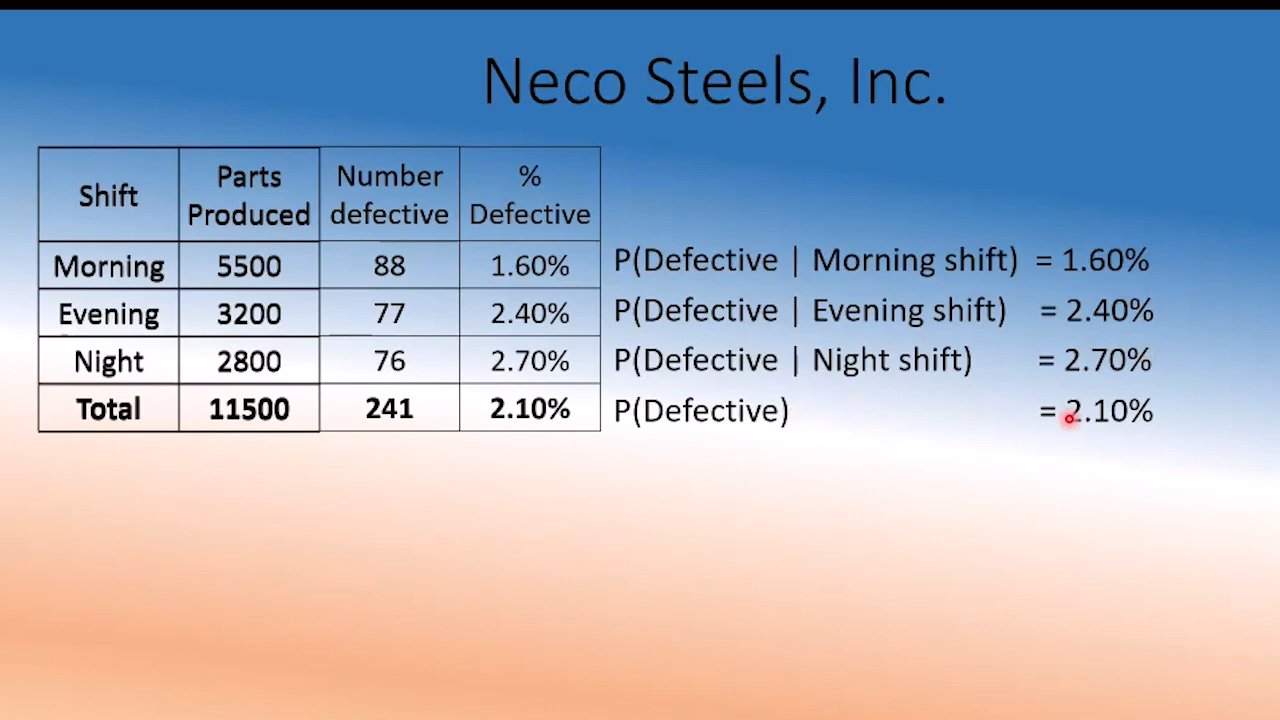 Neco Steels, Inc.
Shift Parts Produced Number defective % Defective
Morning 5500 88 1.60%
Evening 3200 77 2.40%
Night 2800 76 2.70%
Total 11500 241 2.10%
P(Defective | Morning shift) = 1.60%
P(Defective | Evening shift) = 2.40%
P(Defective | Night shift) = 2.70%
P(Defective) = 2.10%